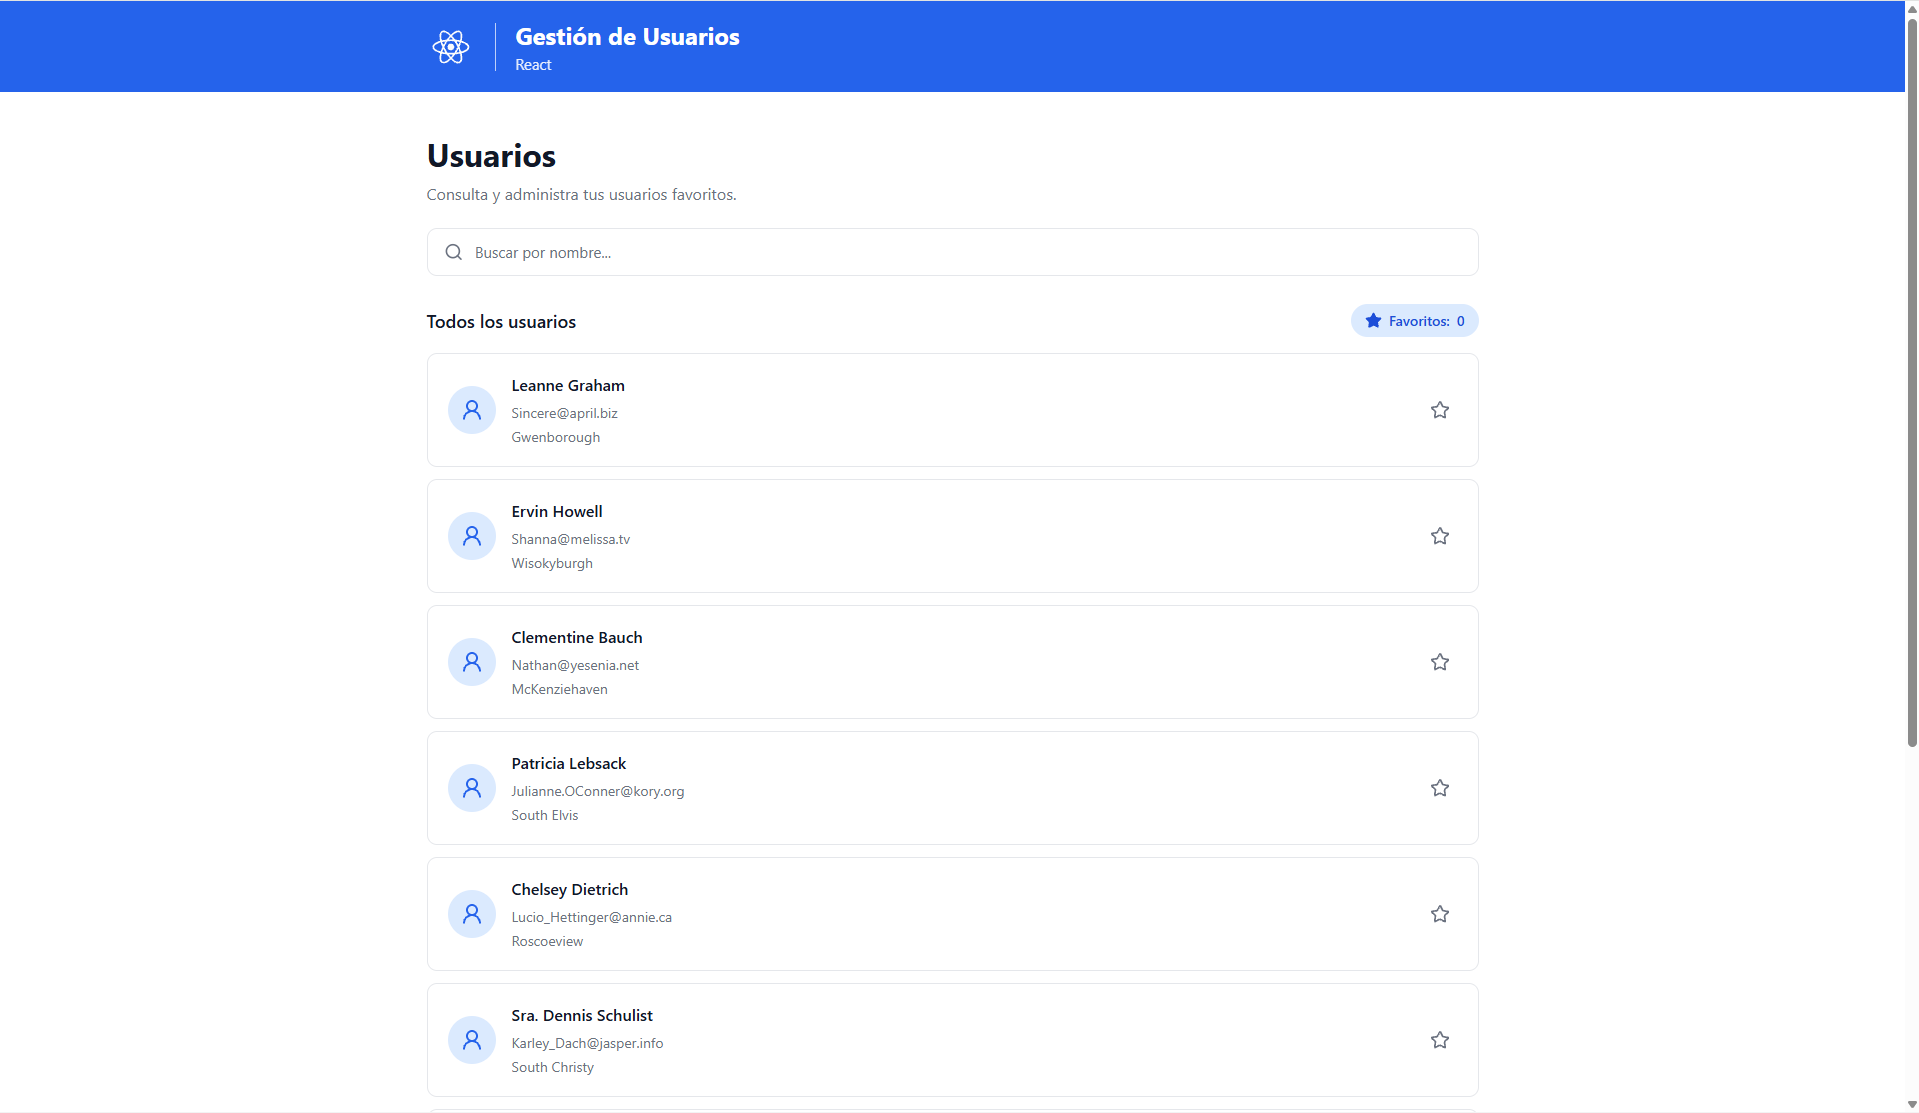 Gestión de Usuarios
React
Usuarios
Consulta y administra tus usuarios favoritos.
Buscar por nombre...
Todos los usuarios
Favoritos: 0
Leanne Graham
Sincere@april.biz
Gwenborough
Ervin Howell
Shanna@melissa.tv
Wisokyburgh
Clementine Bauch
Nathan@yesenia.net
McKenziehaven
Patricia Lebsack
Julianne.OConner@kory.org
South Elvis
Chelsey Dietrich
Lucio_Hettinger@annie.ca
Roscoeview
Sra. Dennis Schulist
Karley_Dach@jasper.info
South Christy